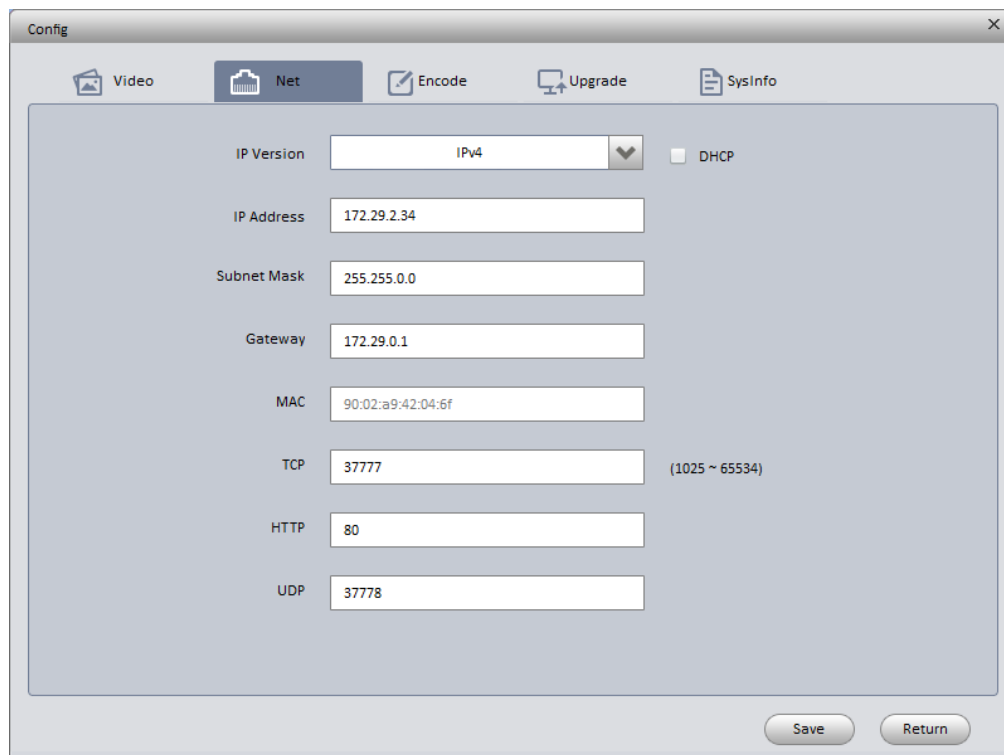 Config
Video Net Encode Upgrade SysInfo
IP Version IPv4 DHCP
IP Address 172.29.2.34
Subnet Mask 255.255.0.0
Gateway 172.29.0.1
MAC 90:02:a9:42:04:6f
TCP 37777 (1025 ~ 65534)
HTTP 80
UDP 37778
Save Return